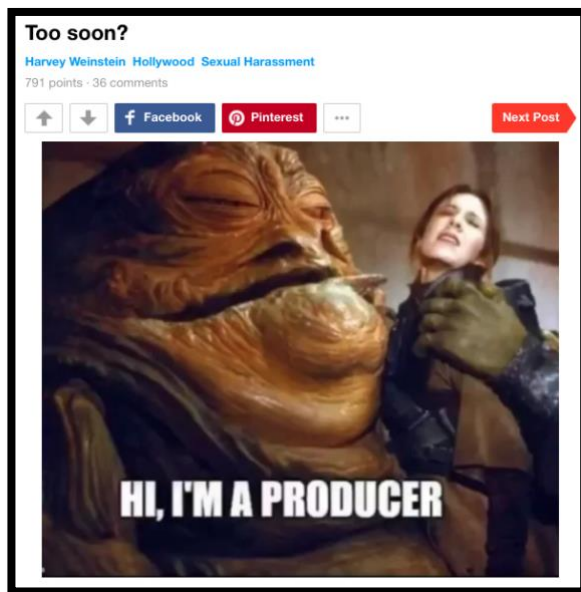 Too soon?
Harvey Weinstein Hollywood Sexual Harassment
791 points · 36 comments
Facebook Pinterest ••• Next Post
HI, I'M A PRODUCER